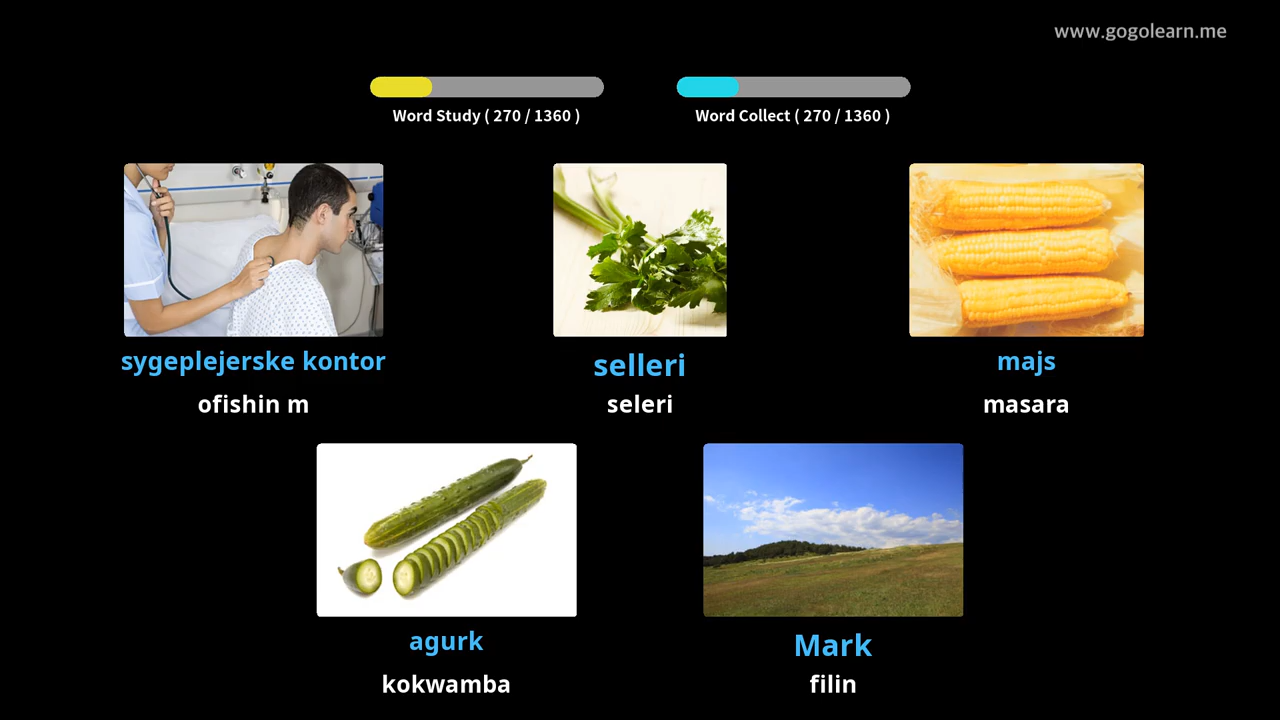 www.gogolearn.me
Word Study ( 270 / 1360 )
Word Collect ( 270 / 1360 )
sygeplejerske kontor
selleri
majs
ofishin m
seleri
masara
agurk
Mark
kokwamba
filin